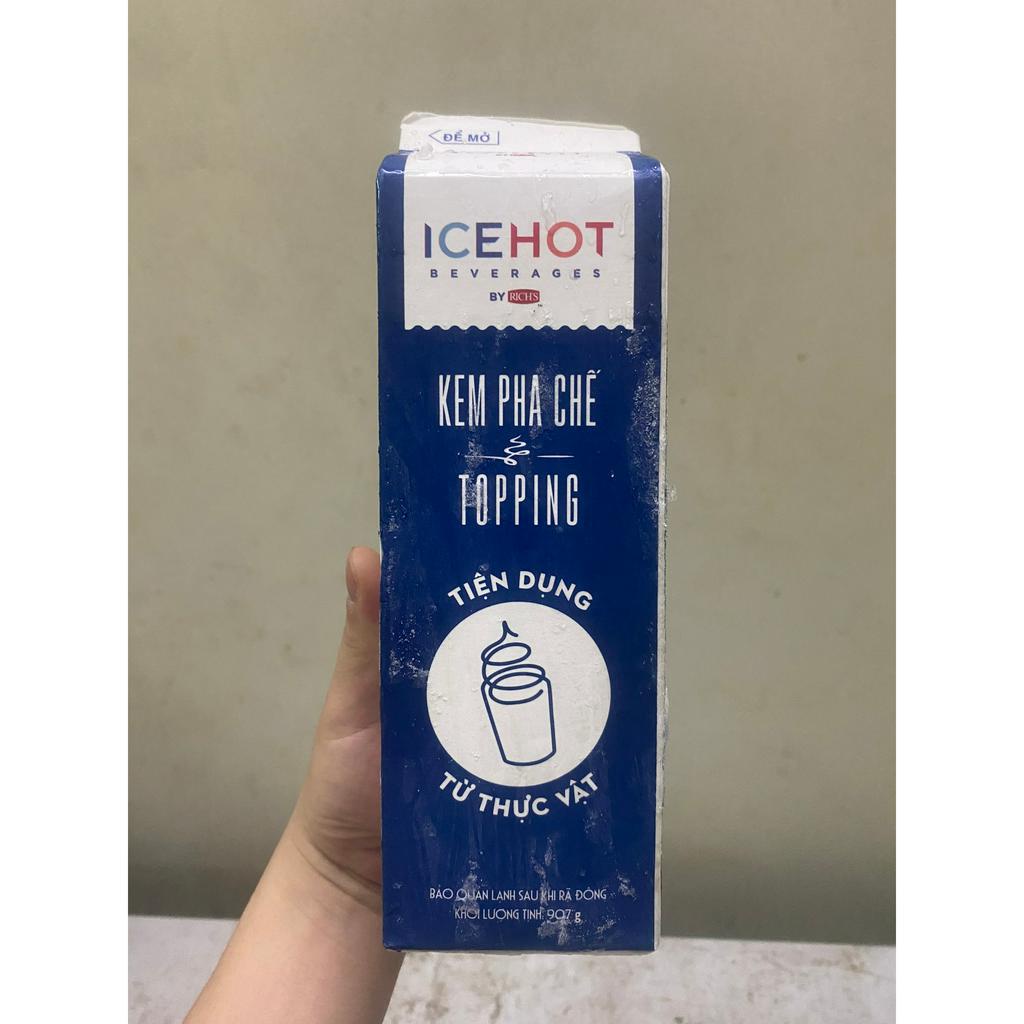 ĐỂ MỞ
ICEHOT
BEVERAGES
BY RICH'S™
KEM PHA CHẾ
&
TOPPING
TIỆN DỤNG
TỪ THỰC VẬT
BẢO QUẢN LẠNH SAU KHI RÃ ĐÔNG
KHỐI LƯỢNG TỊNH: 907 g